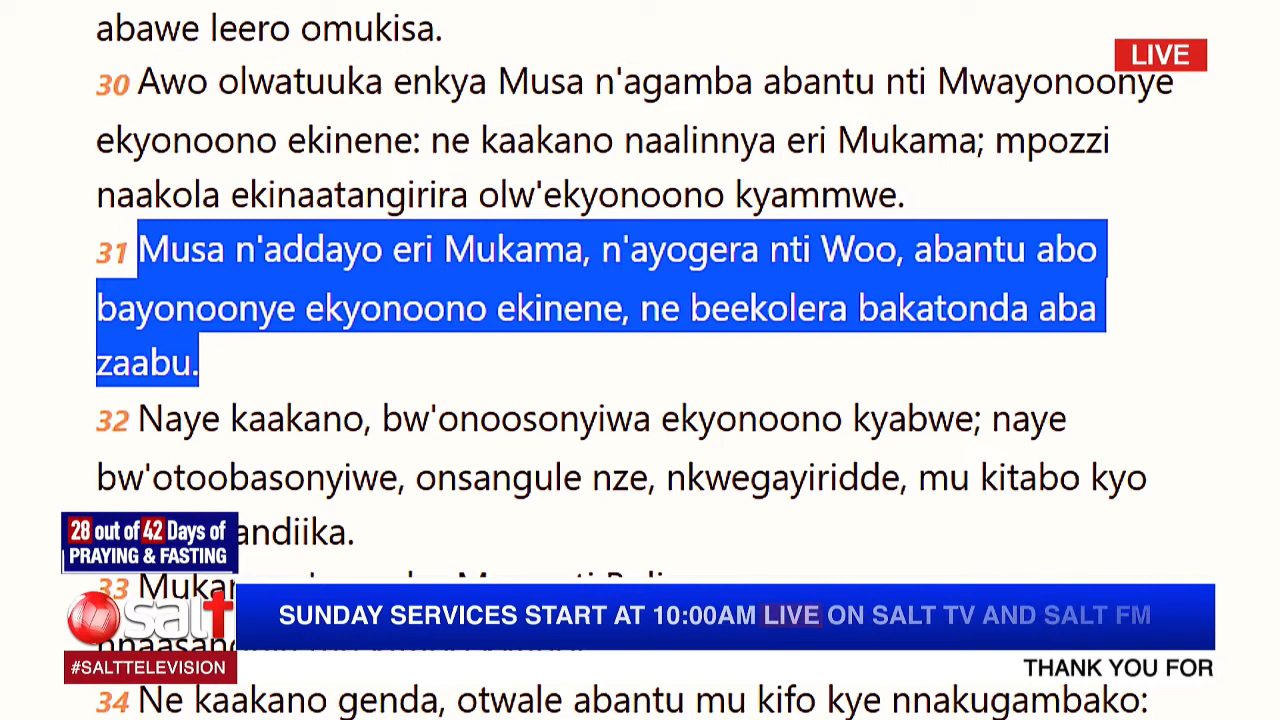 abawe leero omukisa.
LIVE
30 Awo olwatuuka enkya Musa n'agamba abantu nti Mwayonoonye
ekyonoono ekinene: ne kaakano naalinnya eri Mukama; mpozzi
naakola ekinaatangirira olw'ekyonoono kyammwe.
31 Musa n'addayo eri Mukama, n'ayogera nti Woo, abantu abo
bayonoonye ekyonoono ekinene, ne beekolera bakatonda aba
zaabu.
32 Naye kaakano, bw'onoosonyiwa ekyonoono kyabwe; naye
bw'otoobasonyiwe, onsangule nze, nkwegayiridde, mu kitabo kyo
andiika.
28 out of 42 Days of
PRAYING & FASTING
33
salt
SUNDAY SERVICES START AT 10:00AM LIVE ON SALT TV AND SALT FM
#SALTTELEVISION
THANK YOU FOR
34 Ne kaakano genda, otwale abantu mu kifo kye nnakugambako: